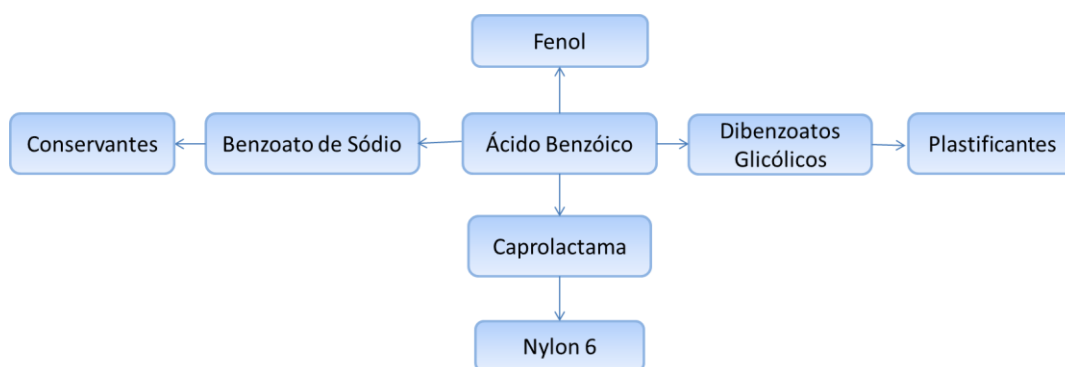 Fenol
Conservantes
Benzoato de Sódio
Ácido Benzóico
Dibenzoatos
Glicólicos
Plastificantes
Caprolactama
Nylon 6